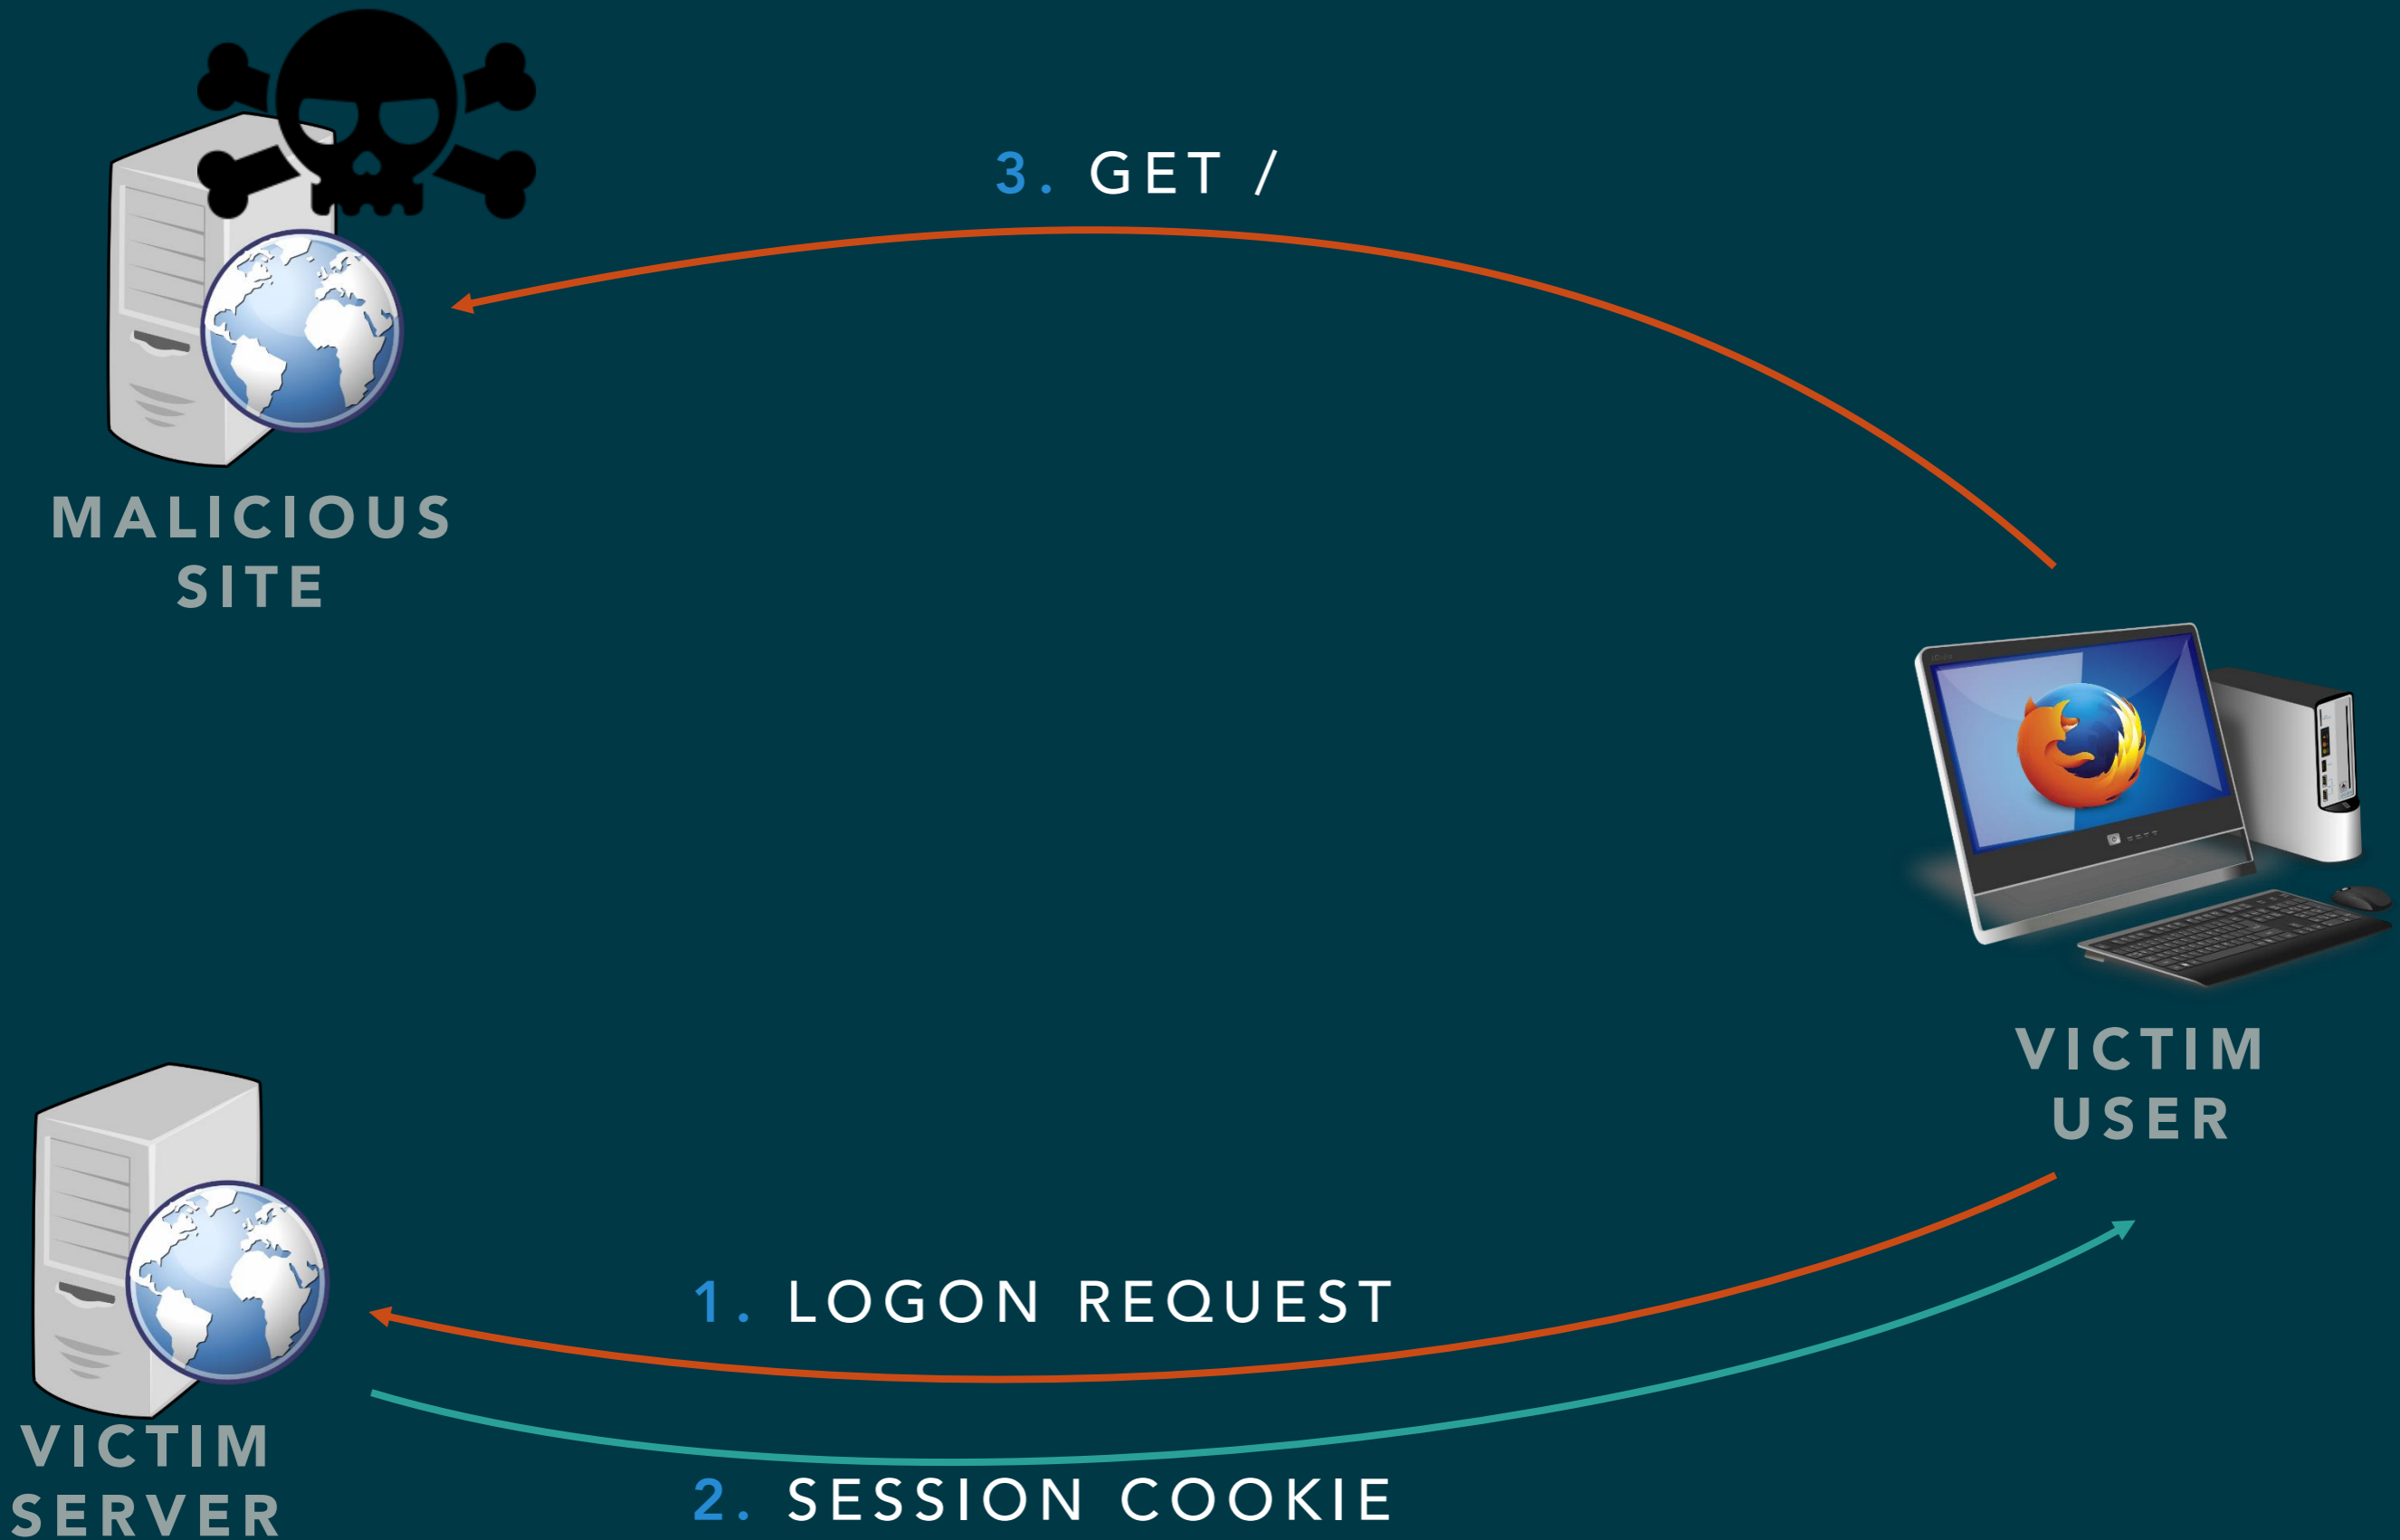 3. GET /
MALICIOUS
SITE
VICTIM
USER
1. LOGON REQUEST
VICTIM
SERVER
2. SESSION COOKIE